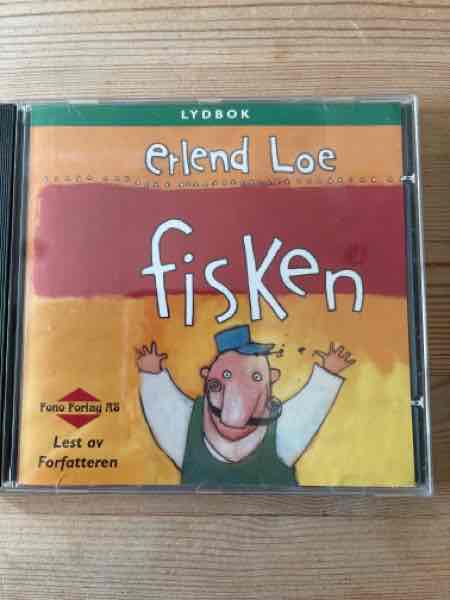 LYDBOK
erlend Loe
fisken
Fono Forlag AS
Lest av
Forfatteren